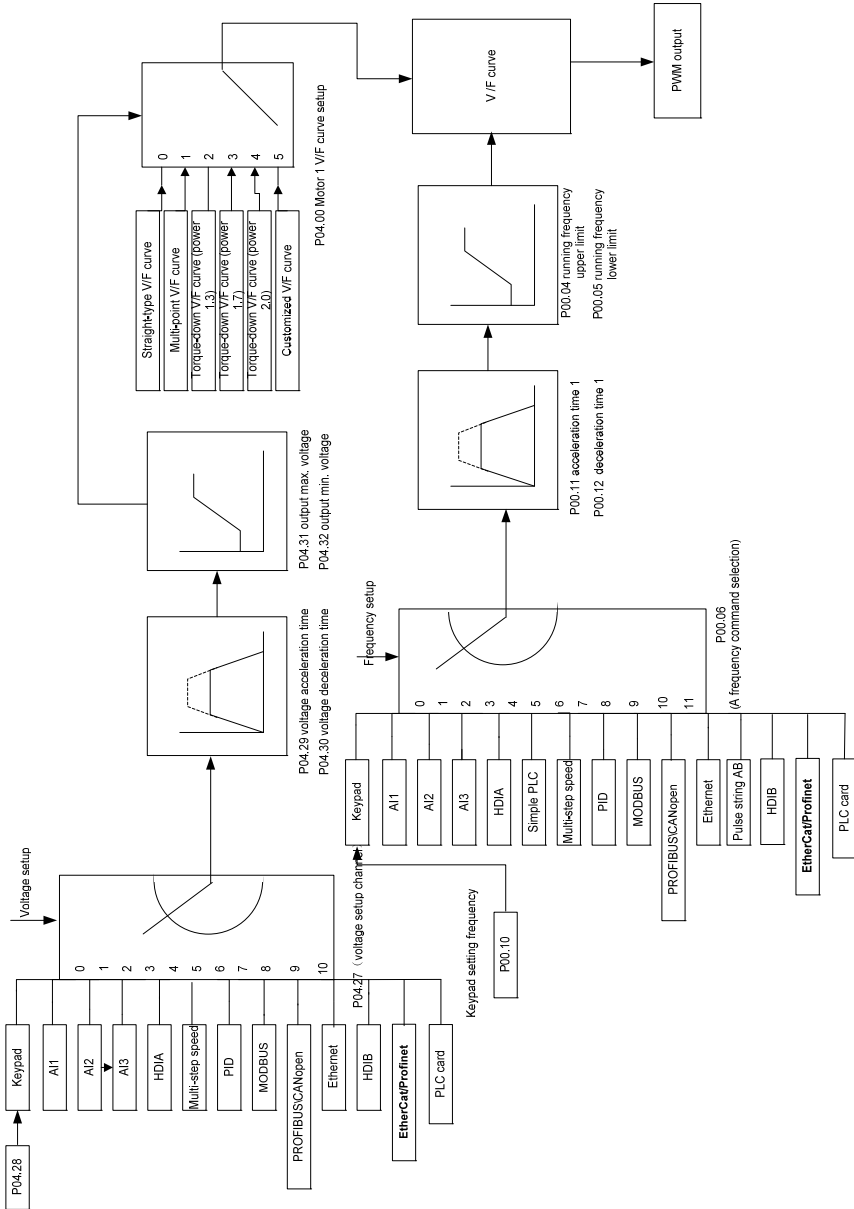 P04.28
Keypad
AI1
AI2
AI3
HDIA
Multi-step speed
PID
MODBUS
PROFIBUS\CANopen
Ethernet
HDIB
EtherCat/Profinet
PLC card
Voltage setup
0
1
2
3
4
5
6
7
8
9
10
P04.27（voltage setup channel
P04.29 voltage acceleration time
P04.30 voltage deceleration time
P04.31 output max. voltage
P04.32 output min. voltage
Straight-type V/F curve
Multi-point V/F curve
Torque-down V/F curve (power
1.3)
Torque-down V/F curve (power
1.7)
Torque-down V/F curve (power
2.0)
Customized V/F curve
0
1
2
3
4
5
P04.00 Motor 1 V/F curve setup
Keypad setting frequency
P00.10
Keypad
AI1
AI2
AI3
HDIA
Simple PLC
Multi-step speed
PID
MODBUS
PROFIBUS\CANopen
Ethernet
Pulse string AB
HDIB
EtherCat/Profinet
PLC card
Frequency setup
0
1
2
3
4
5
6
7
8
9
10
11
P00.06
(A frequency command selection)
P00.11 acceleration time 1
P00.12 deceleration time 1
P00.04 running frequency
upper limit
P00.05 running frequency
lower limit
V /F curve
PWM output